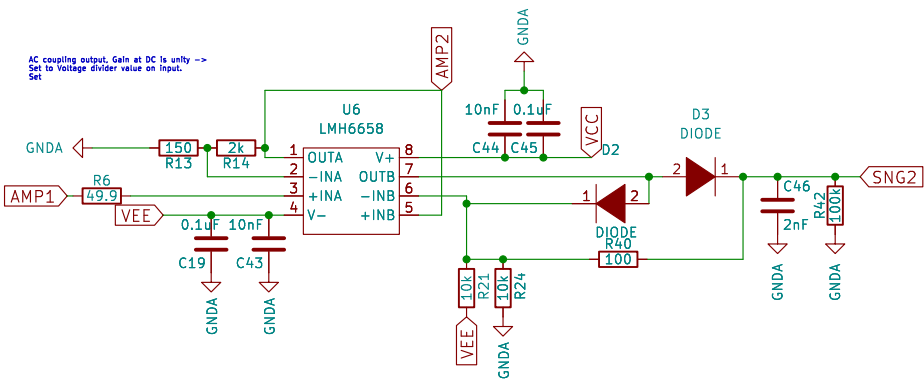 AC coupling output, Gain at DC is unity ->
Set to Voltage divider value on input.
Set
GNDA
AMP2
U6
LMH6658
10nF
0.1uF
C44
C45
VCC
D2
D3
DIODE
GNDA
150
R13
2k
R14
1
OUTA
V+
8
2
-INA
OUTB
7
3
+INA
-INB
6
4
V-
+INB
5
AMP1
R6
49.9
VEE
0.1uF
10nF
C19
C43
GNDA
GNDA
1
2
DIODE
2
1
SNG2
C46
2nF
R42
100k
GNDA
GNDA
R40
100
10k
R21
10k
R24
VEE
GNDA